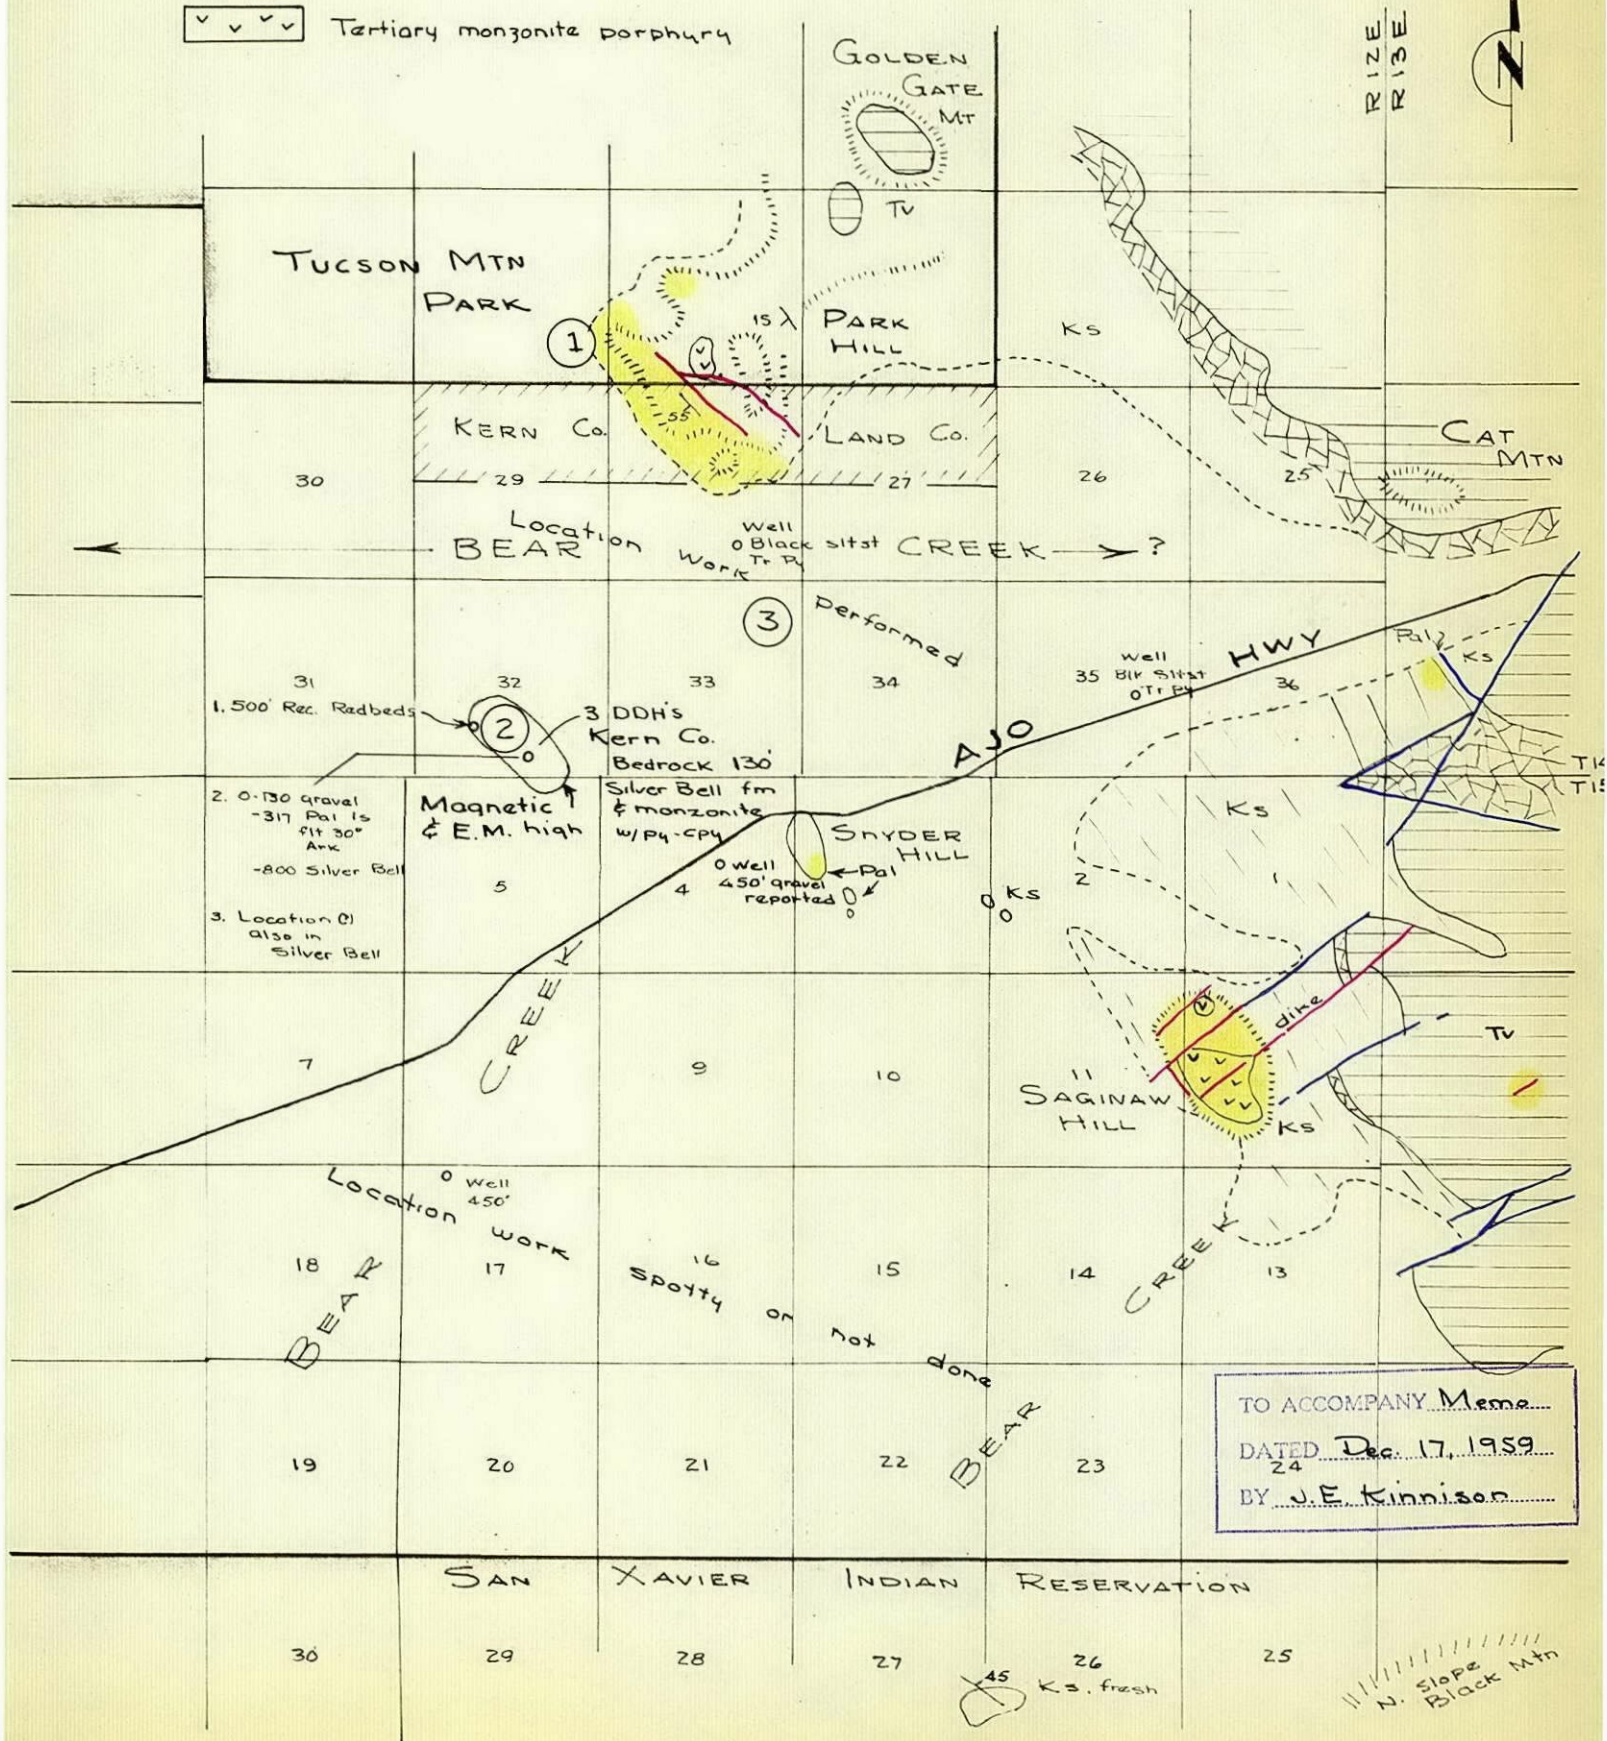 Tertiary monzonite porphyry
R12E
R13E
GOLDEN
GATE
MT
Tv
TUCSON MTN
PARK
1
15
PARK
HILL
Ks
KERN Co.
LAND Co.
55
CAT
MTN
30
29
27
26
25
Location
Work
Performed
BEAR
CREEK
?
Well
Black sltst
Tr Py
3
Well
Blk Sltst
Tr Py
AJO
HWY
Pal
Ks
31
32
33
34
35
36
1. 500' Rec. Redbeds
2
3 DDH's
Kern Co.
Bedrock 130'
Silver Bell fm
& monzonite
w/py-cpy
Magnetic
& E.M. high
2. 0-130 gravel
-317 Pal ls
flt 30°
Ark
-800 Silver Bell
3. Location (?)
also in
Silver Bell
T14
T15
Ks
SNYDER
HILL
Well
450' gravel
reported
Pal
Ks
5
4
2
1
CREEK
dike
Tv
7
9
10
11
SAGINAW
HILL
Ks
Well
450'
Location work
spotty or not done
BEAR
CREEK
18
17
16
15
14
13
BEAR
19
20
21
22
23
24
TO ACCOMPANY Memo
DATED Dec. 17, 1959
BY J.E. Kinnison
SAN XAVIER INDIAN RESERVATION
30
29
28
27
26
25
45
Ks. fresh
N. Slope
Black Mtn